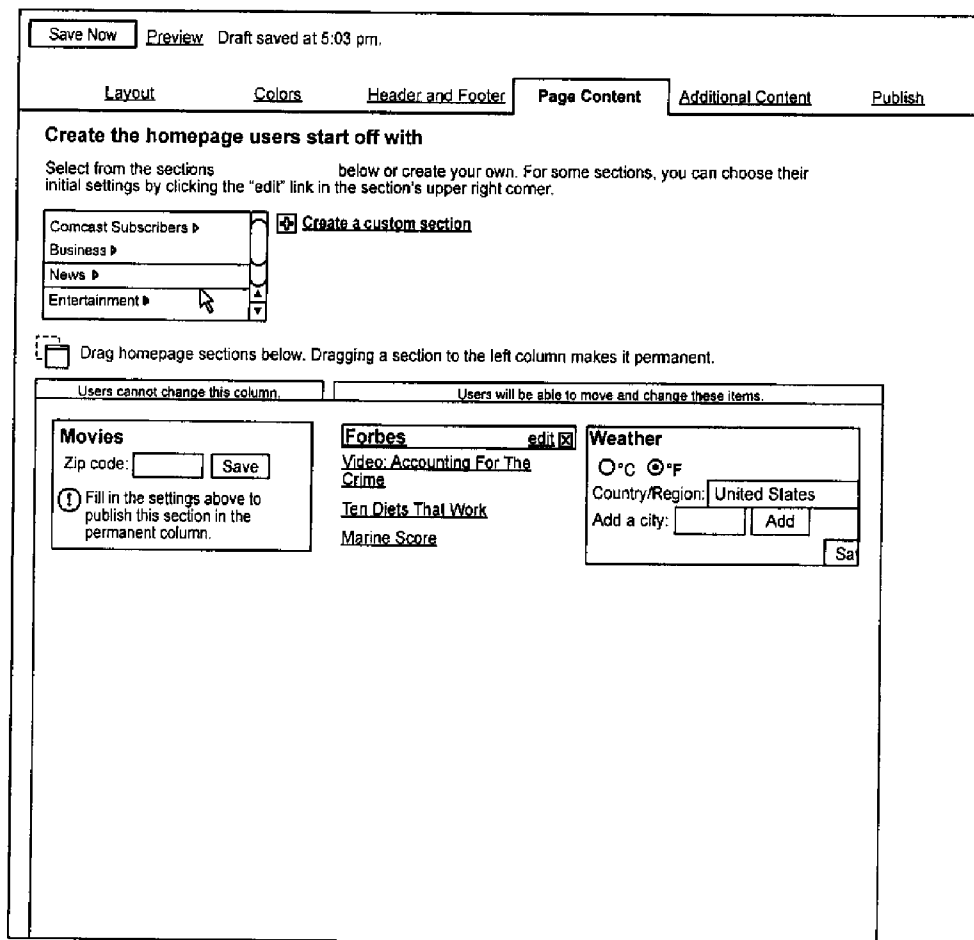 Save Now Preview Draft saved at 5:03 pm.
Layout Colors Header and Footer Page Content Additional Content Publish
Create the homepage users start off with
Select from the sections below or create your own. For some sections, you can choose their
initial settings by clicking the "edit" link in the section's upper right corner.
Comcast Subscribers
Business
News
Entertainment
Create a custom section
Drag homepage sections below. Dragging a section to the left column makes it permanent.
Users cannot change this column.
Users will be able to move and change these items.
Movies
Zip code: Save
Fill in the settings above to
publish this section in the
permanent column.
Forbes edit
Video: Accounting For The
Crime
Ten Diets That Work
Marine Score
Weather
°C °F
Country/Region: United States
Add a city: Add
Sa